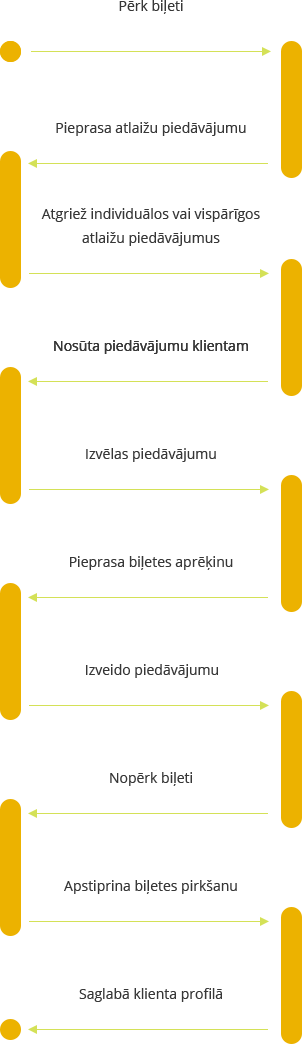 Pērk biļeti
Pieprasa atlaižu piedāvājumu
Atgriež individuālos vai vispārīgos
atlaižu piedāvājumus
Nosūta piedāvājumu klientam
Izvēlas piedāvājumu
Pieprasa biļetes aprēķinu
Izveido piedāvājumu
Nopērk biļeti
Apstiprina biļetes pirkšanu
Saglabā klienta profilā